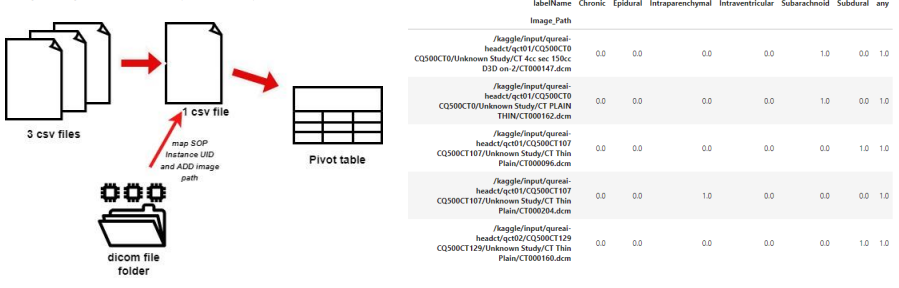 3 csv files
1 csv file
map SOP
Instance UID
and ADD image
path
dicom file
folder
Pivot table
labelName Chronic Epidural Intraparenchymal Intraventricular Subarachnoid Subdural any
Image_Path
/kaggle/input/qureai-
headct/qct01/CQ500CT0
CQ500CT0/Unknown Study/CT 4cc sec 150cc
D3D on-2/CT000147.dcm
0.0 0.0 0.0 0.0 1.0 0.0 1.0
/kaggle/input/qureai-
headct/qct01/CQ500CT0
CQ500CT0/Unknown Study/CT PLAIN
THIN/CT000162.dcm
0.0 0.0 0.0 0.0 1.0 0.0 1.0
/kaggle/input/qureai-
headct/qct01/CQ500CT107
CQ500CT107/Unknown Study/CT Thin
Plain/CT000096.dcm
0.0 0.0 0.0 0.0 0.0 1.0 1.0
/kaggle/input/qureai-
headct/qct01/CQ500CT107
CQ500CT107/Unknown Study/CT Thin
Plain/CT000204.dcm
0.0 0.0 1.0 0.0 0.0 0.0 1.0
/kaggle/input/qureai-
headct/qct02/CQ500CT129
CQ500CT129/Unknown Study/CT Thin
Plain/CT000160.dcm
0.0 0.0 0.0 0.0 0.0 1.0 1.0